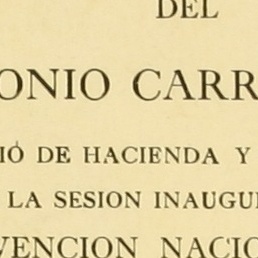 DEL
ONIO CARR
IÓ DE HACIENDA Y
LA SESION INAUGU
VENCION NACIO